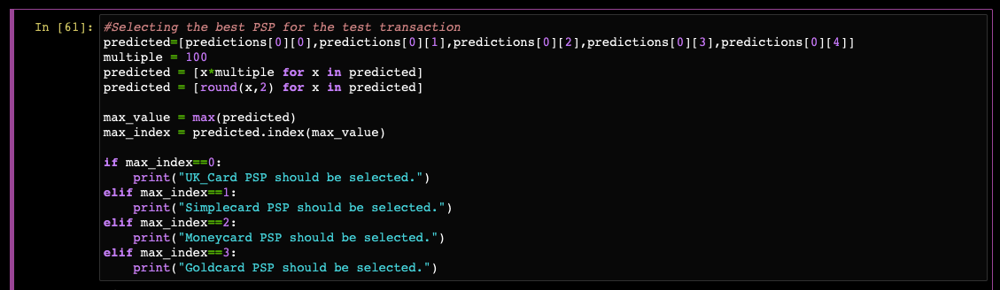 In [61]: #Selecting the best PSP for the test transaction
predicted=[predictions[0][0],predictions[0][1],predictions[0][2],predictions[0][3],predictions[0][4]]
multiple = 100
predicted = [x*multiple for x in predicted]
predicted = [round(x,2) for x in predicted]
max_value = max(predicted)
max_index = predicted.index(max_value)
if max_index==0:
    print("UK_Card PSP should be selected.")
elif max_index==1:
    print("Simplecard PSP should be selected.")
elif max_index==2:
    print("Moneycard PSP should be selected.")
elif max_index==3:
    print("Goldcard PSP should be selected.")